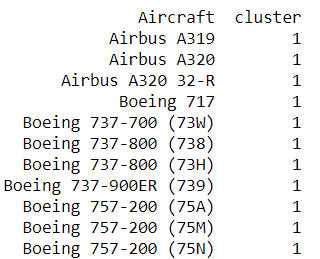 Aircraft cluster
Airbus A319 1
Airbus A320 1
Airbus A320 32-R 1
Boeing 717 1
Boeing 737-700 (73W) 1
Boeing 737-800 (738) 1
Boeing 737-800 (73H) 1
Boeing 737-900ER (739) 1
Boeing 757-200 (75A) 1
Boeing 757-200 (75M) 1
Boeing 757-200 (75N) 1